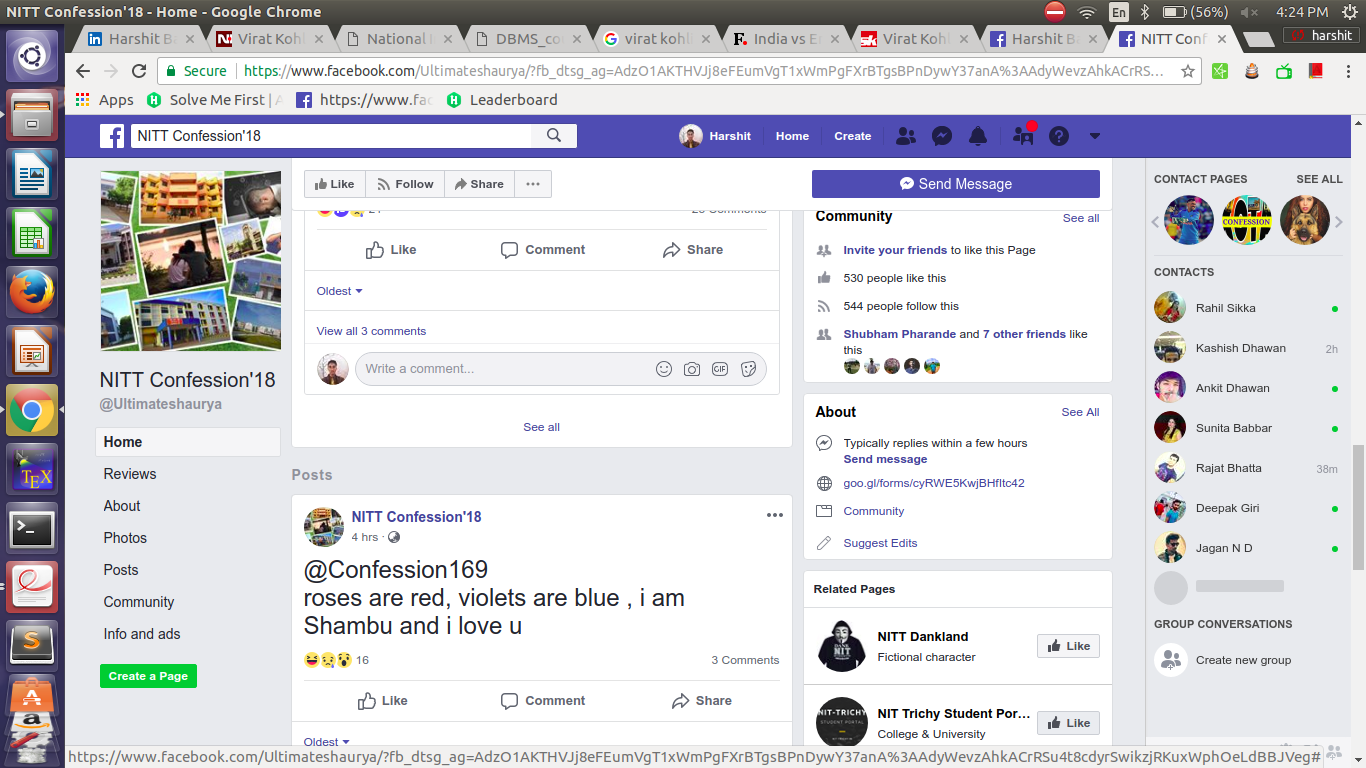 NITT Confession'18 - Home - Google Chrome
En
(56%)
4:24 PM
Harshit Ba
Virat Kohl
National
DBMS_co
virat kohl
India vs E
Virat Kohl
Harshit B
NITT Conf
harshit
Secure
https://www.facebook.com/Ultimateshaurya/?fb_dtsg_ag=AdzO1AKTHVJj8eFEumVgT1xWmPgFXrBTgsBPnDywY37anA%3AAdyWevzAhkACrRS...
Apps
Solve Me First | A
https://www.fac
Leaderboard
NITT Confession'18
Harshit
Home
Create
NITT Confession'18
@Ultimateshaurya
Home
Reviews
About
Photos
Posts
Community
Info and ads
Create a Page
Like
Follow
Share
Send Message
Like
Comment
Share
Oldest
View all 3 comments
Write a comment...
GIF
See all
Posts
NITT Confession'18
4 hrs ·
@Confession169
roses are red, violets are blue , i am
Shambu and i love u
16
3 Comments
Like
Comment
Share
Oldest
Community
See all
Invite your friends to like this Page
530 people like this
544 people follow this
Shubham Pharande and 7 other friends like
this
About
See All
Typically replies within a few hours
Send message
goo.gl/forms/cyRWE5KwjBHfItc42
Community
Suggest Edits
Related Pages
NITT Dankland
Fictional character
Like
NIT Trichy Student Por...
College & University
Like
NIT-TRICHY
STUDENT PORTAL
CONTACT PAGES
SEE ALL
CONFESSION
CONTACTS
Rahil Sikka
Kashish Dhawan
2h
Ankit Dhawan
Sunita Babbar
Rajat Bhatta
38m
Deepak Giri
Jagan N D
GROUP CONVERSATIONS
Create new group
https://www.facebook.com/Ultimateshaurya/?fb_dtsg_ag=AdzO1AKTHVJj8eFEumVgT1xWmPgFXrBTgsBPnDywY37anA%3AAdyWevzAhkACrRSu4t8cdyrSwikzjRKuxWphOeLdBBJVeg#